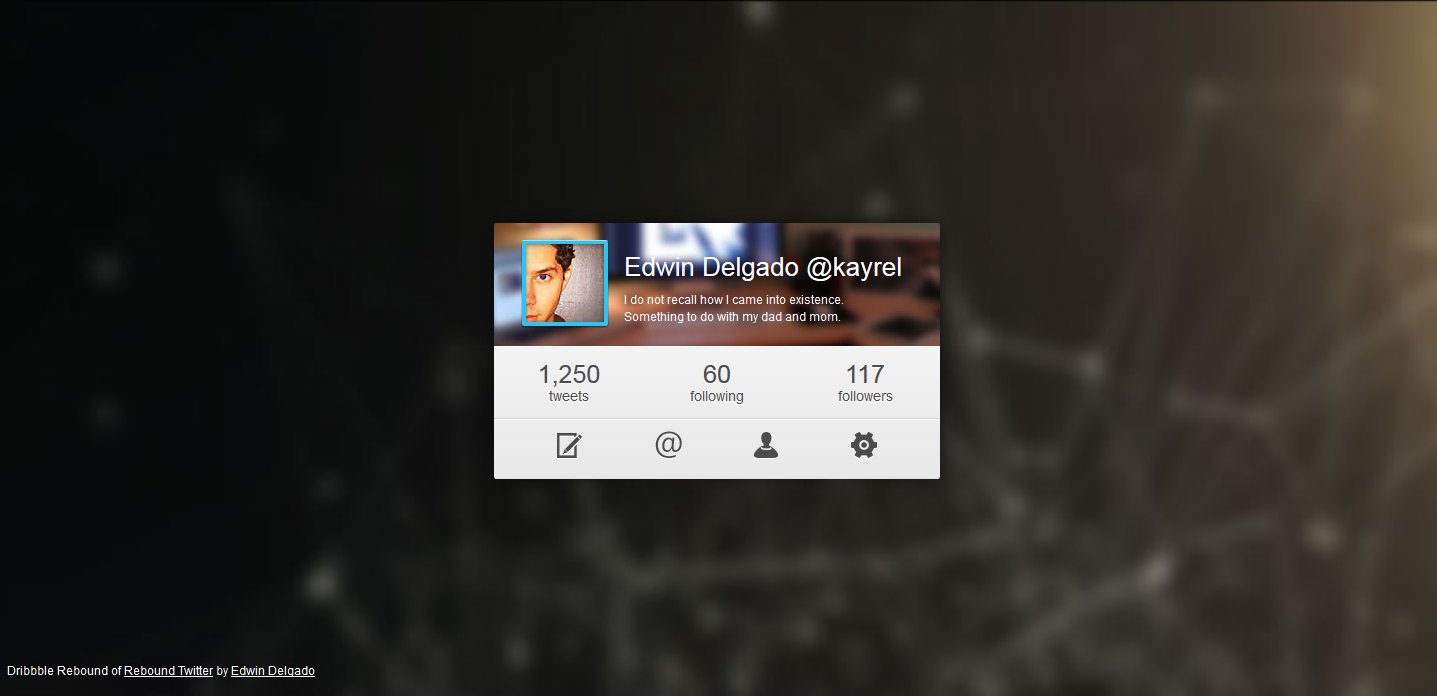 Edwin Delgado @kayrel
I do not recall how I came into existence.
Something to do with my dad and mom.
1,250 60 117
tweets following followers
@
Dribbble Rebound of Rebound Twitter by Edwin Delgado